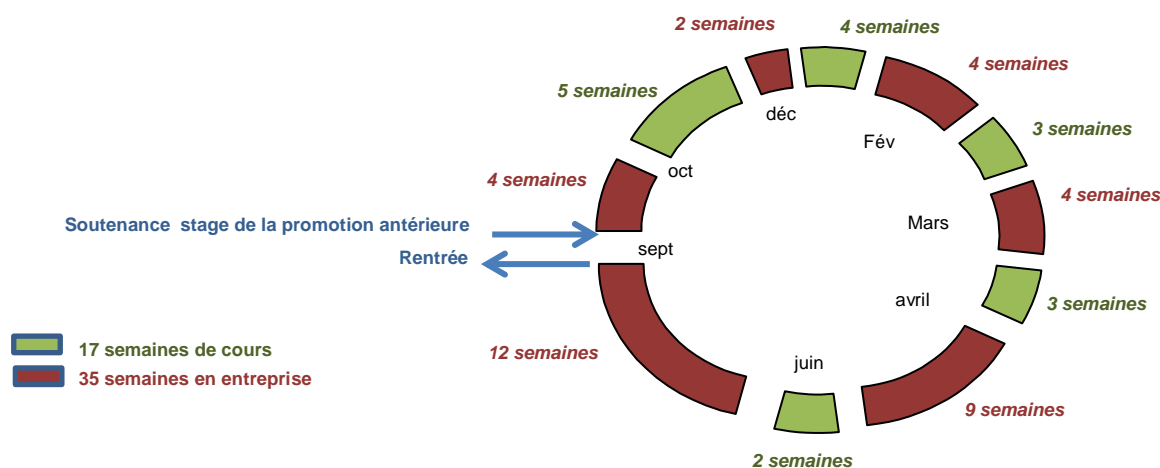 2 semaines
4 semaines
4 semaines
5 semaines
déc
Fév
3 semaines
oct
4 semaines
4 semaines
Soutenance stage de la promotion antérieure
Mars
sept
Rentrée
avril
3 semaines
17 semaines de cours
12 semaines
juin
35 semaines en entreprise
9 semaines
2 semaines